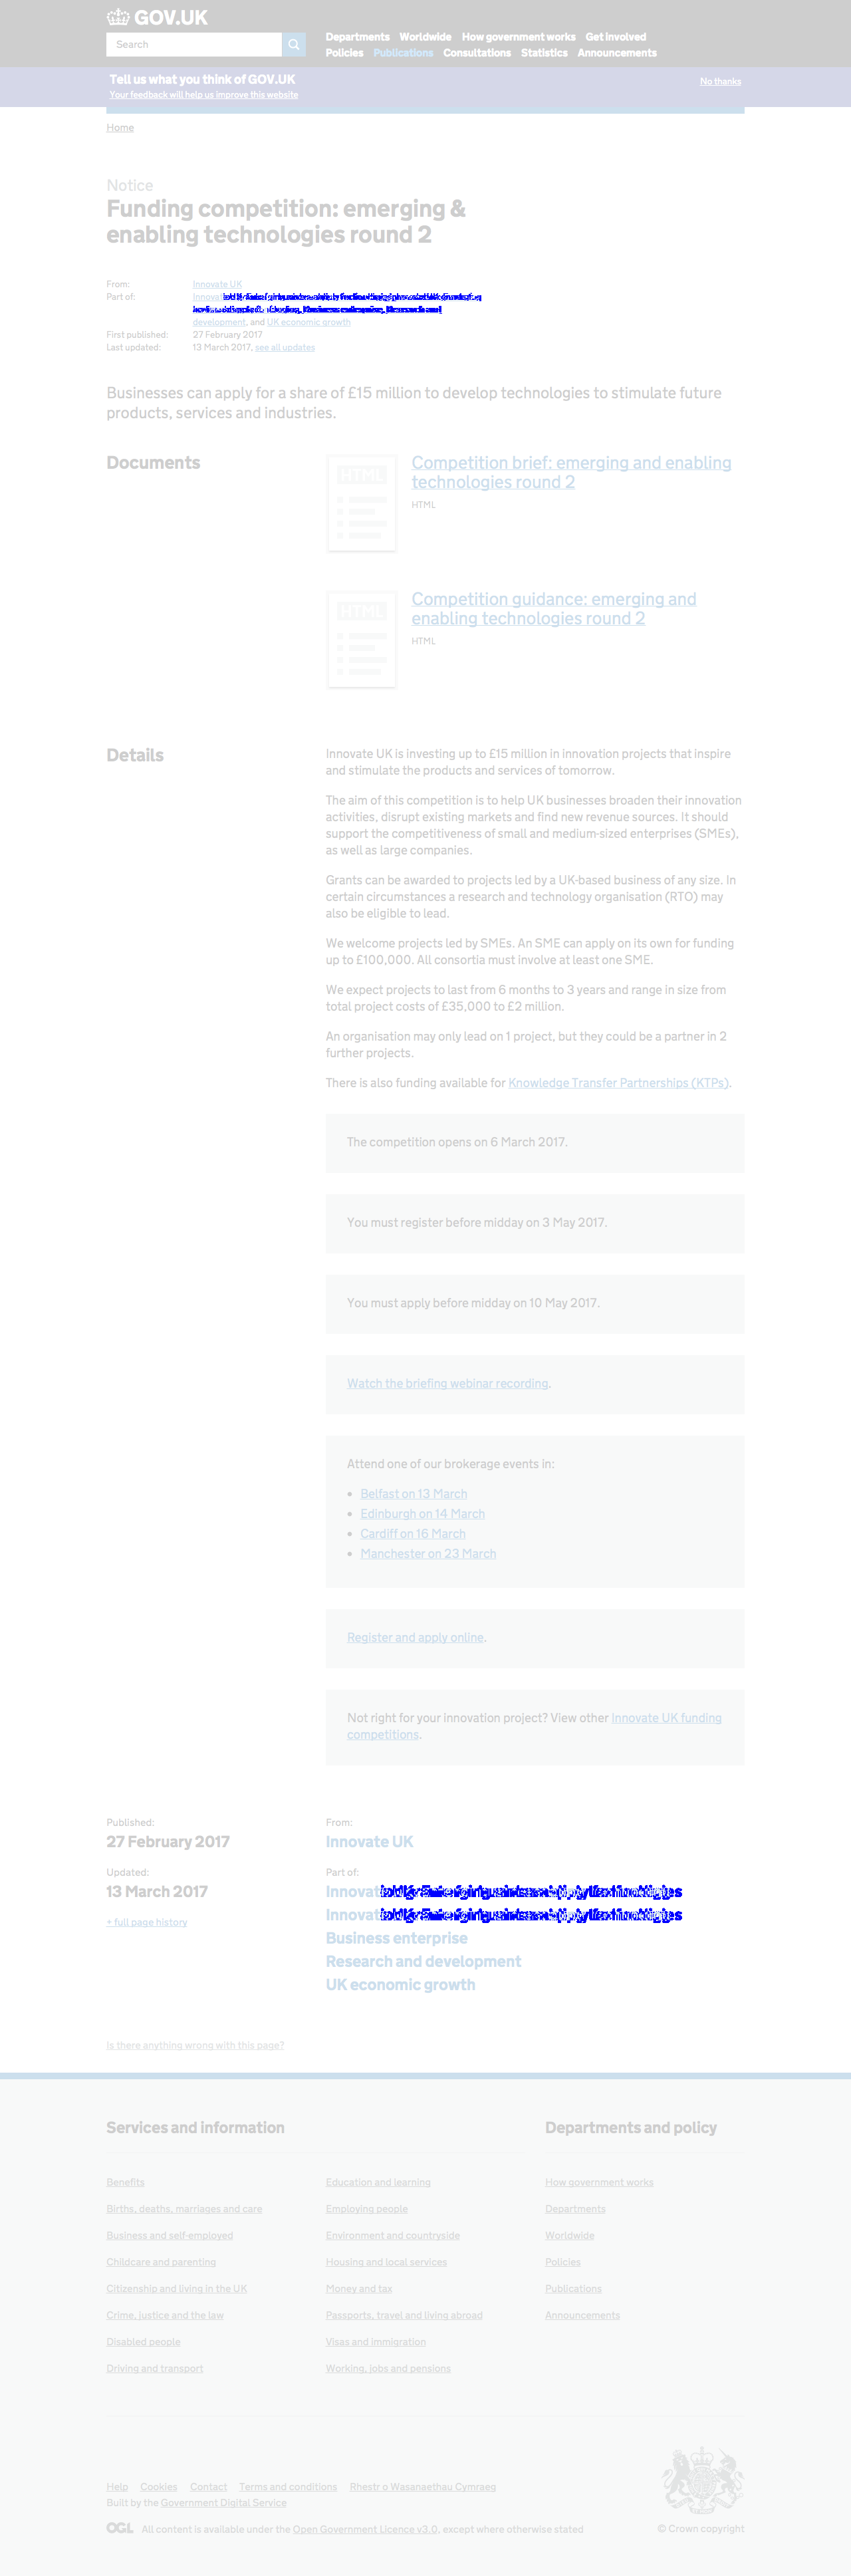 GOV.UK
Search
Departments Worldwide How government works Get involved
Policies Publications Consultations Statistics Announcements
Tell us what you think of GOV.UK
No thanks
Your feedback will help us improve this website
Home
Notice
Funding competition: emerging &
enabling technologies round 2
From: Innovate UK
Part of: Innovate
development, and UK economic growth
First published: 27 February 2017
Last updated: 13 March 2017, see all updates
Businesses can apply for a share of £15 million to develop technologies to stimulate future
products, services and industries.
Documents
HTML
Competition brief: emerging and enabling
technologies round 2
HTML
HTML
Competition guidance: emerging and
enabling technologies round 2
HTML
Details
Innovate UK is investing up to £15 million in innovation projects that inspire
and stimulate the products and services of tomorrow.
The aim of this competition is to help UK businesses broaden their innovation
activities, disrupt existing markets and find new revenue sources. It should
support the competitiveness of small and medium-sized enterprises (SMEs),
as well as large companies.
Grants can be awarded to projects led by a UK-based business of any size. In
certain circumstances a research and technology organisation (RTO) may
also be eligible to lead.
We welcome projects led by SMEs. An SME can apply on its own for funding
up to £100,000. All consortia must involve at least one SME.
We expect projects to last from 6 months to 3 years and range in size from
total project costs of £35,000 to £2 million.
An organisation may only lead on 1 project, but they could be a partner in 2
further projects.
There is also funding available for Knowledge Transfer Partnerships (KTPs).
The competition opens on 6 March 2017.
You must register before midday on 3 May 2017.
You must apply before midday on 10 May 2017.
Watch the briefing webinar recording.
Attend one of our brokerage events in:
• Belfast on 13 March
• Edinburgh on 14 March
• Cardiff on 16 March
• Manchester on 23 March
Register and apply online.
Not right for your innovation project? View other Innovate UK funding
competitions.
Published:
27 February 2017
Updated:
13 March 2017
+ full page history
From:
Innovate UK
Part of:
Innovate
Innovate
Business enterprise
Research and development
UK economic growth
Is there anything wrong with this page?
Services and information
Benefits
Births, deaths, marriages and care
Business and self-employed
Childcare and parenting
Citizenship and living in the UK
Crime, justice and the law
Disabled people
Driving and transport
Education and learning
Employing people
Environment and countryside
Housing and local services
Money and tax
Passports, travel and living abroad
Visas and immigration
Working, jobs and pensions
Departments and policy
How government works
Departments
Worldwide
Policies
Publications
Announcements
Help Cookies Contact Terms and conditions Rhestr o Wasanaethau Cymraeg
Built by the Government Digital Service
OGL All content is available under the Open Government Licence v3.0, except where otherwise stated
© Crown copyright